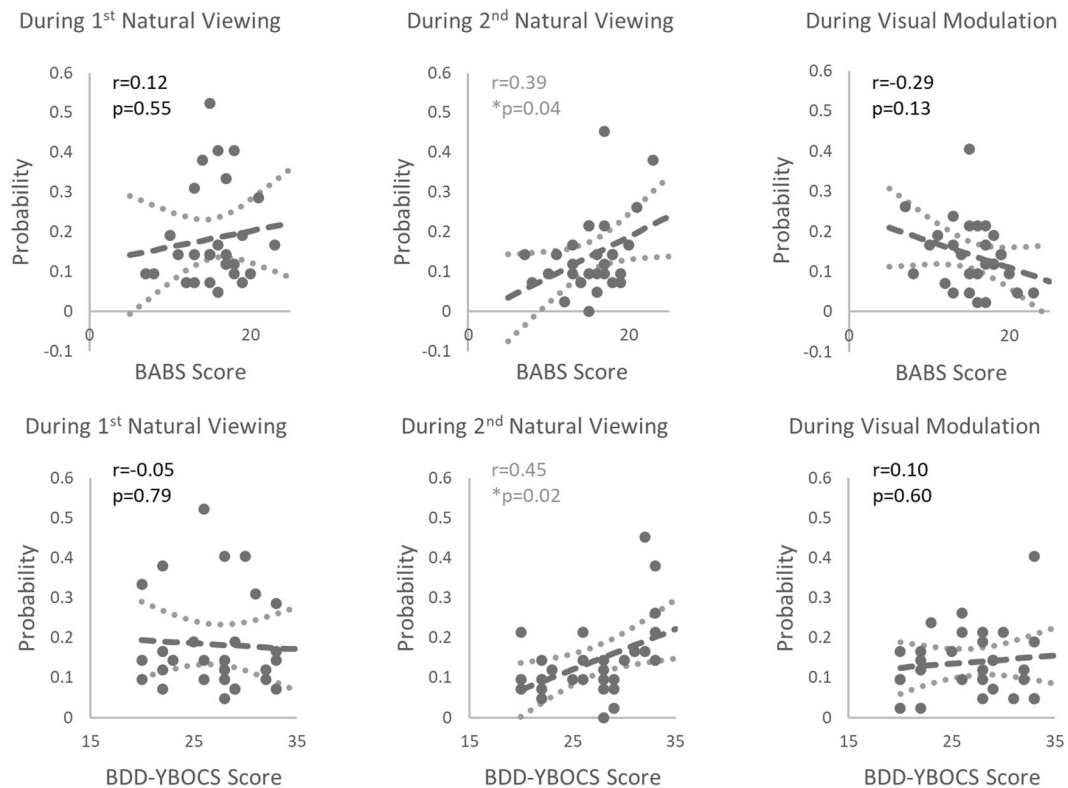 During 1st Natural Viewing
r=0.12
p=0.55
Probability
0.6
0.5
0.4
0.3
0.2
0.1
0
-0.1
0
20
BABS Score
During 2nd Natural Viewing
r=0.39
*p=0.04
Probability
0.6
0.5
0.4
0.3
0.2
0.1
0
-0.1
0
20
BABS Score
During Visual Modulation
r=-0.29
p=0.13
Probability
0.6
0.5
0.4
0.3
0.2
0.1
0
-0.1
0
20
BABS Score
During 1st Natural Viewing
r=-0.05
p=0.79
Probability
0.6
0.5
0.4
0.3
0.2
0.1
0
15
25
35
BDD-YBOCS Score
During 2nd Natural Viewing
r=0.45
*p=0.02
Probability
0.6
0.5
0.4
0.3
0.2
0.1
0
15
25
35
BDD-YBOCS Score
During Visual Modulation
r=0.10
p=0.60
Probability
0.6
0.5
0.4
0.3
0.2
0.1
0
15
25
35
BDD-YBOCS Score